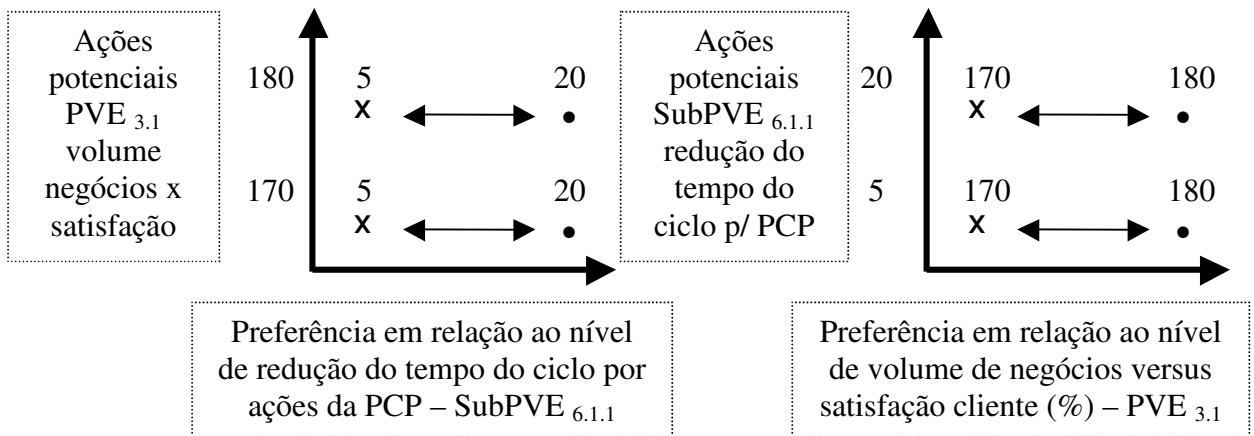 Ações
potenciais
PVE 3.1
volume
negócios x
satisfação
180 5 20
x •
170 5 20
x •
Preferência em relação ao nível
de redução do tempo do ciclo por
ações da PCP – SubPVE 6.1.1
Ações
potenciais
SubPVE 6.1.1
redução do
tempo do
ciclo p/ PCP
20 170 180
x •
5 170 180
x •
Preferência em relação ao nível
de volume de negócios versus
satisfação cliente (%) – PVE 3.1